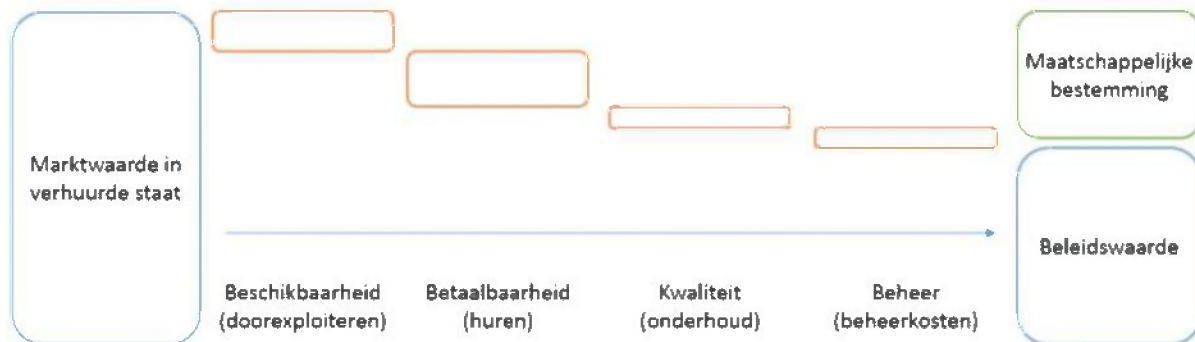 Marktwaarde in
verhuurde staat
Beschikbaarheid
(doorexploiteren)
Betaalbaarheid
(huren)
Kwaliteit
(onderhoud)
Beheer
(beheerkosten)
Maatschappelijke
bestemming
Beleidswaarde